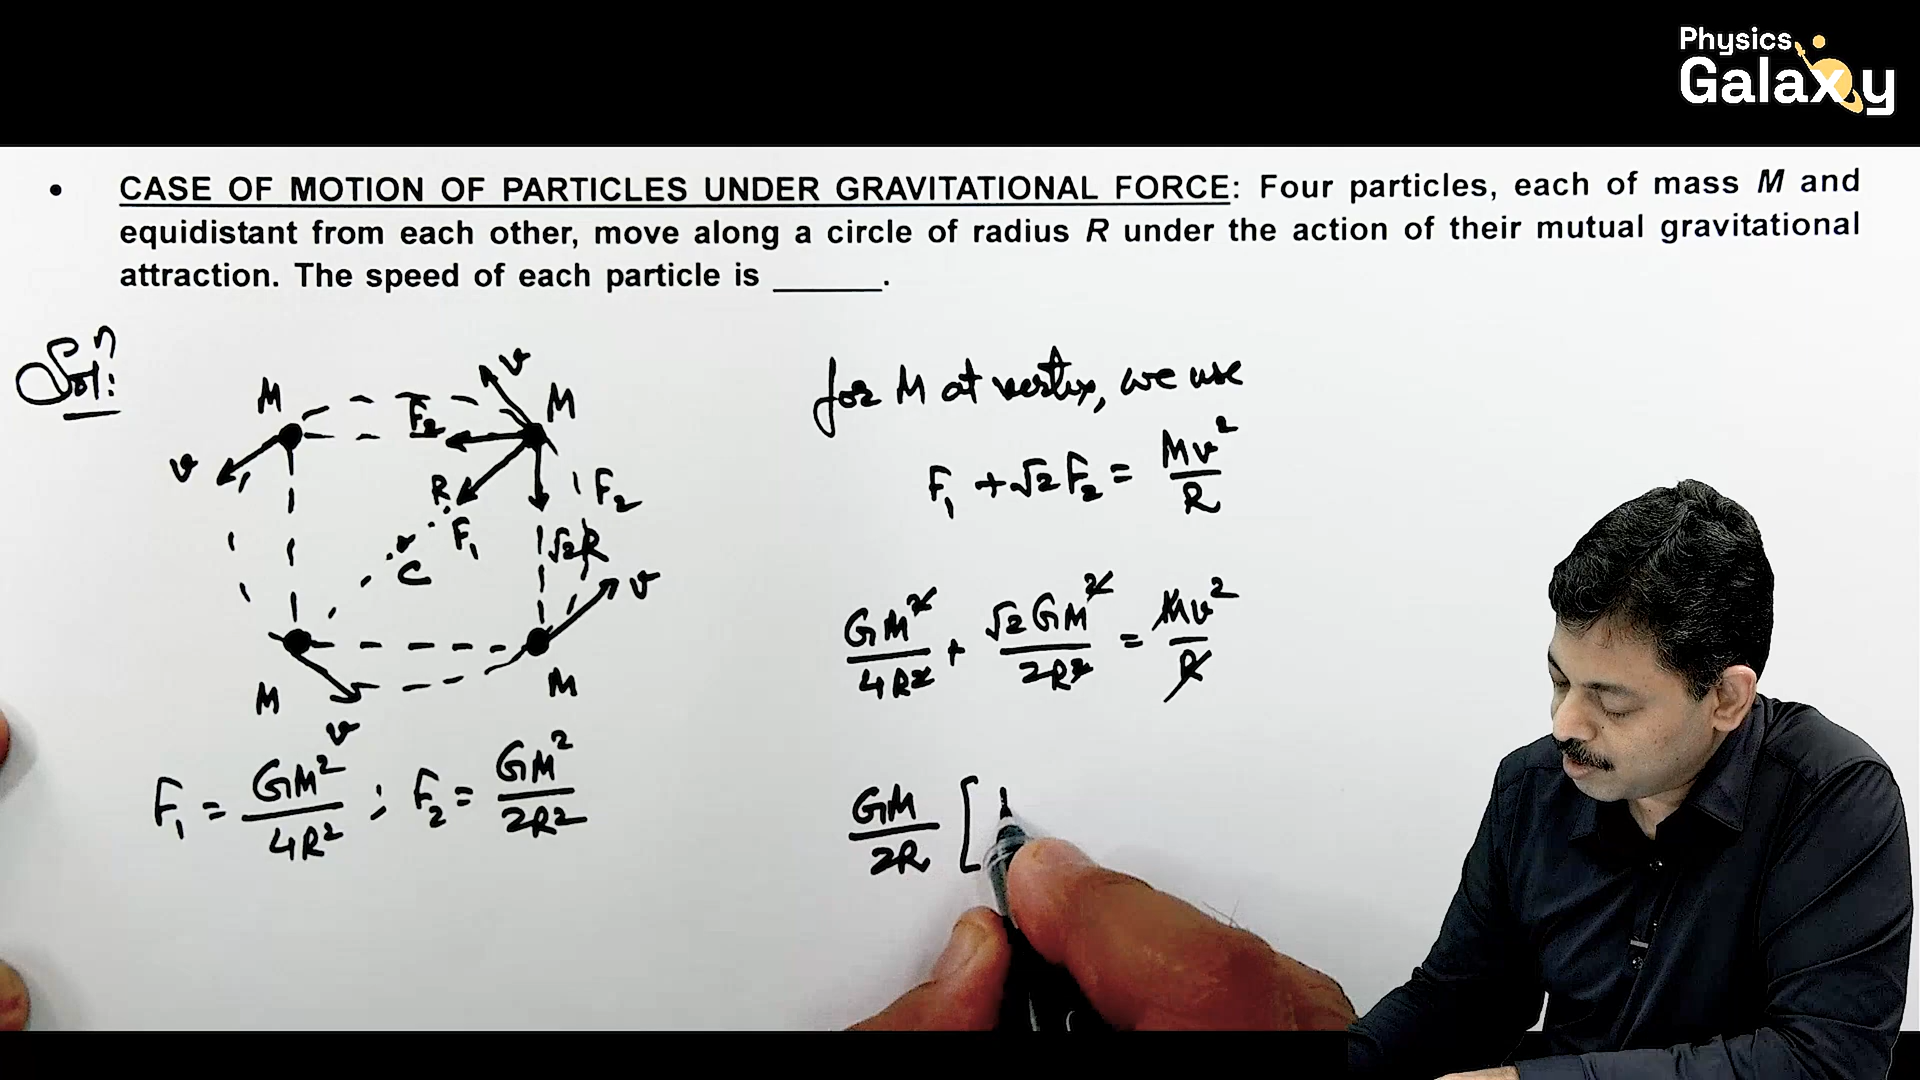 Physics
Galaxy
• CASE OF MOTION OF PARTICLES UNDER GRAVITATIONAL FORCE: Four particles, each of mass M and
equidistant from each other, move along a circle of radius R under the action of their mutual gravitational
attraction. The speed of each particle is ______.
Solⁿ:
M
F₂
v
M
v
R
F₁
F₂
C
√2R
v
M
v
M
F₁ = GM²/4R² ; F₂ = GM²/2R²
for M at vertex, we use
F₁ + √2F₂ = Mv²/R
GM²/4R² + √2GM²/2R² = Mv²/R
GM/2R [